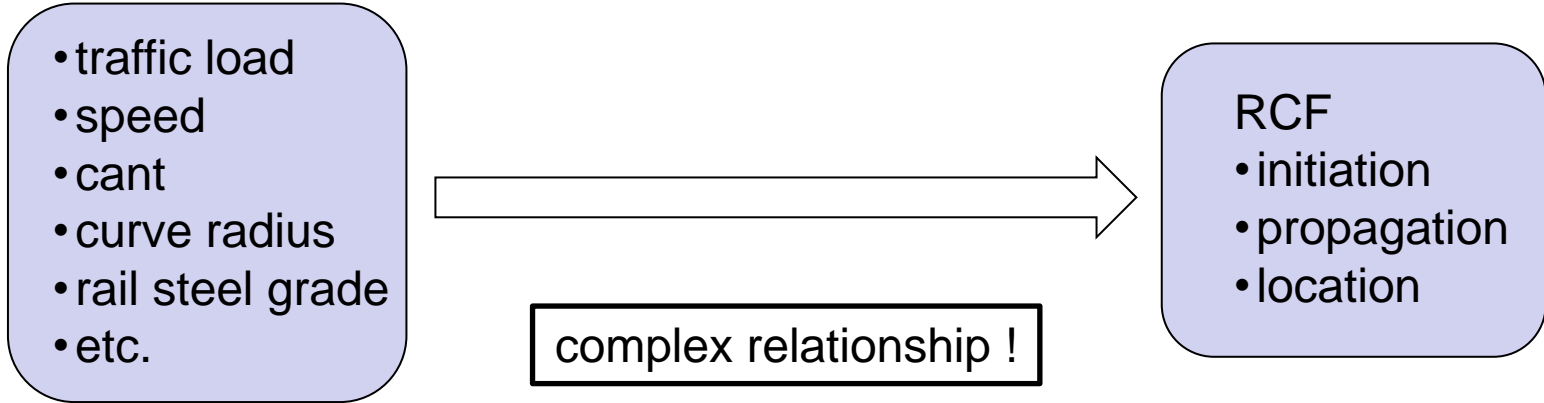 • traffic load
• speed
• cant
• curve radius
• rail steel grade
• etc.
complex relationship !
RCF
• initiation
• propagation
• location